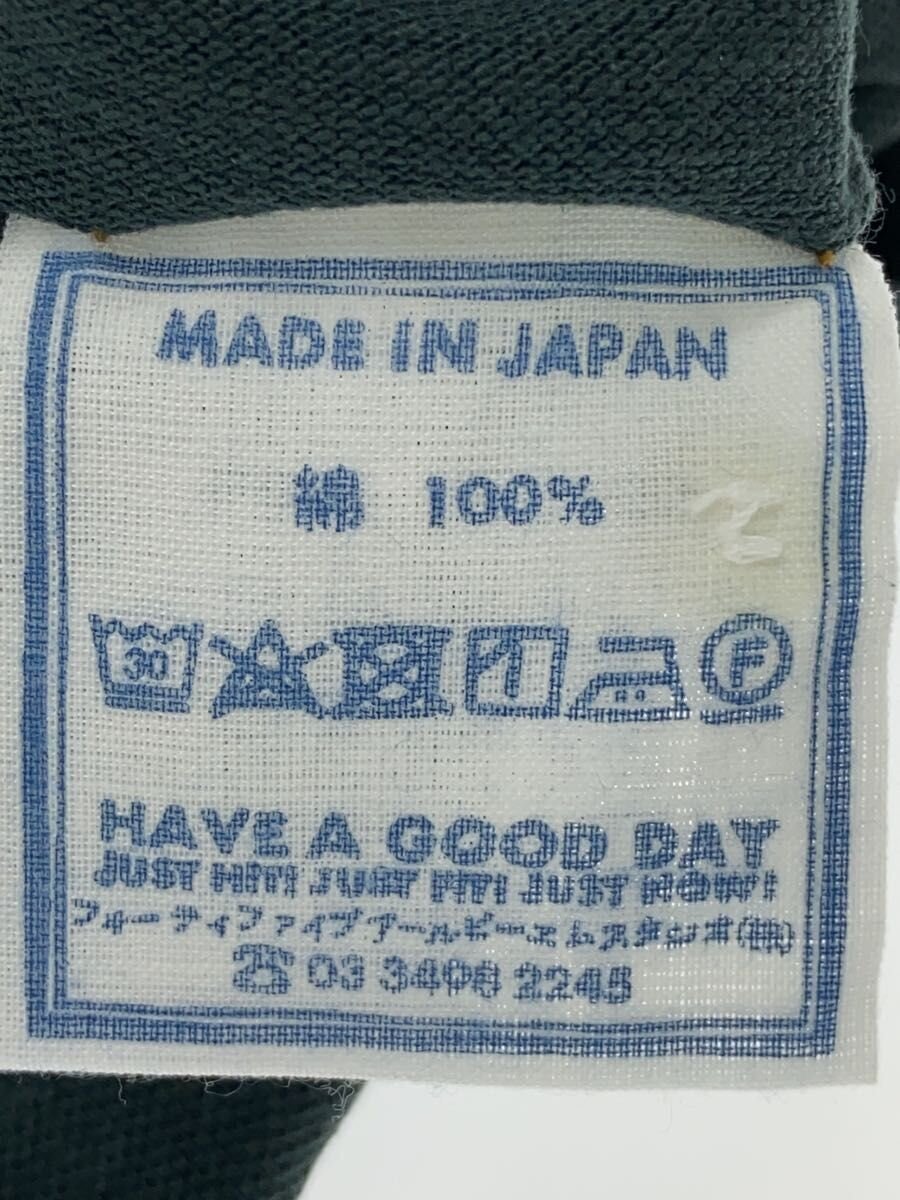 MADE IN JAPAN
綿 100%
30
F
HAVE A GOOD DAY
JUST HIT! JUST FIT! JUST NOW!
フォーティファイブアールピーエムスタジオ(株)
☎ 03 3408 2245